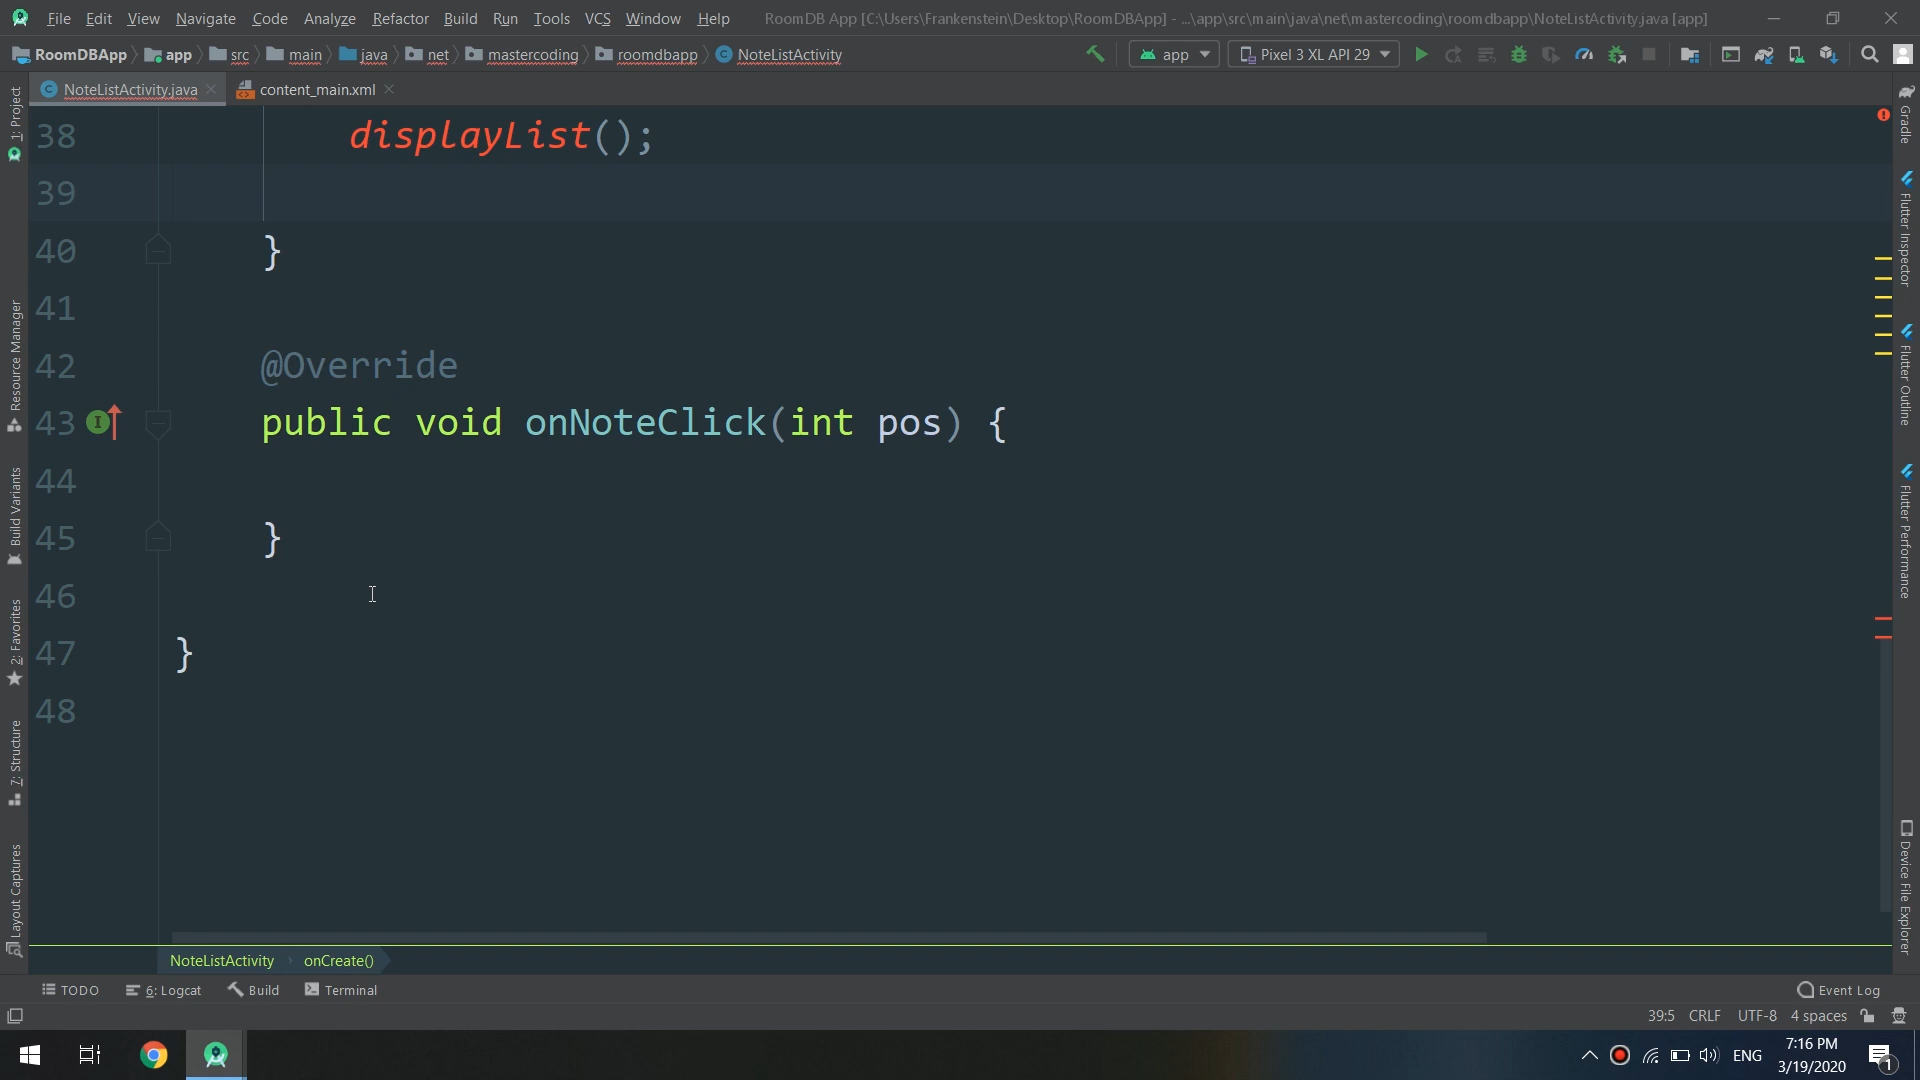 File Edit View Navigate Code Analyze Refactor Build Run Tools VCS Window Help RoomDB App [C:\Users\Frankenstein\Desktop\RoomDBApp] - ...\app\src\main\java\net\mastercoding\roomdbapp\NoteListActivity.java [app]
RoomDBApp app src main java net mastercoding roomdbapp NoteListActivity app Pixel 3 XL API 29
NoteListActivity.java content_main.xml
1: Project
Resource Manager
Build Variants
2: Favorites
7: Structure
Layout Captures
38 displayList();
39
40 }
41
42 @Override
43 public void onNoteClick(int pos) {
44
45 }
46
47 }
48
Gradle
Flutter Inspector
Flutter Outline
Flutter Performance
Device File Explorer
NoteListActivity onCreate()
TODO 6: Logcat Build Terminal Event Log
39:5 CRLF UTF-8 4 spaces
ENG 7:16 PM
3/19/2020
1